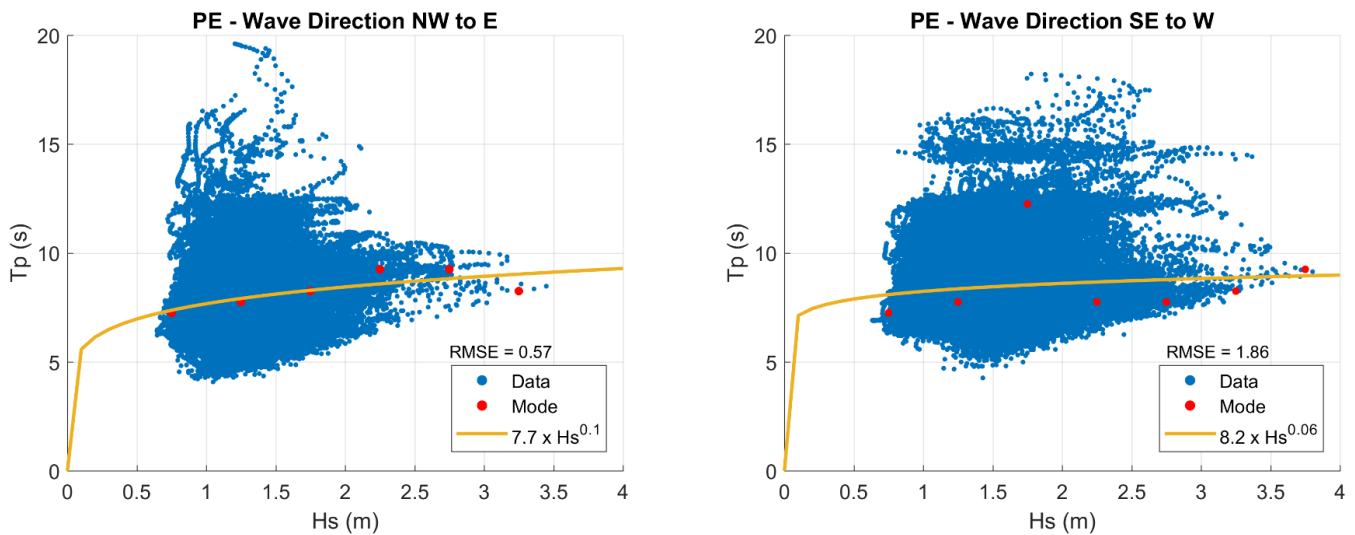 PE - Wave Direction NW to E
20
15
10
5
0
Tp (s)
0 0.5 1 1.5 2 2.5 3 3.5 4
Hs (m)
RMSE = 0.57
Data
Mode
7.7 x Hs^0.1
PE - Wave Direction SE to W
20
15
10
5
0
Tp (s)
0 0.5 1 1.5 2 2.5 3 3.5 4
Hs (m)
RMSE = 1.86
Data
Mode
8.2 x Hs^0.06